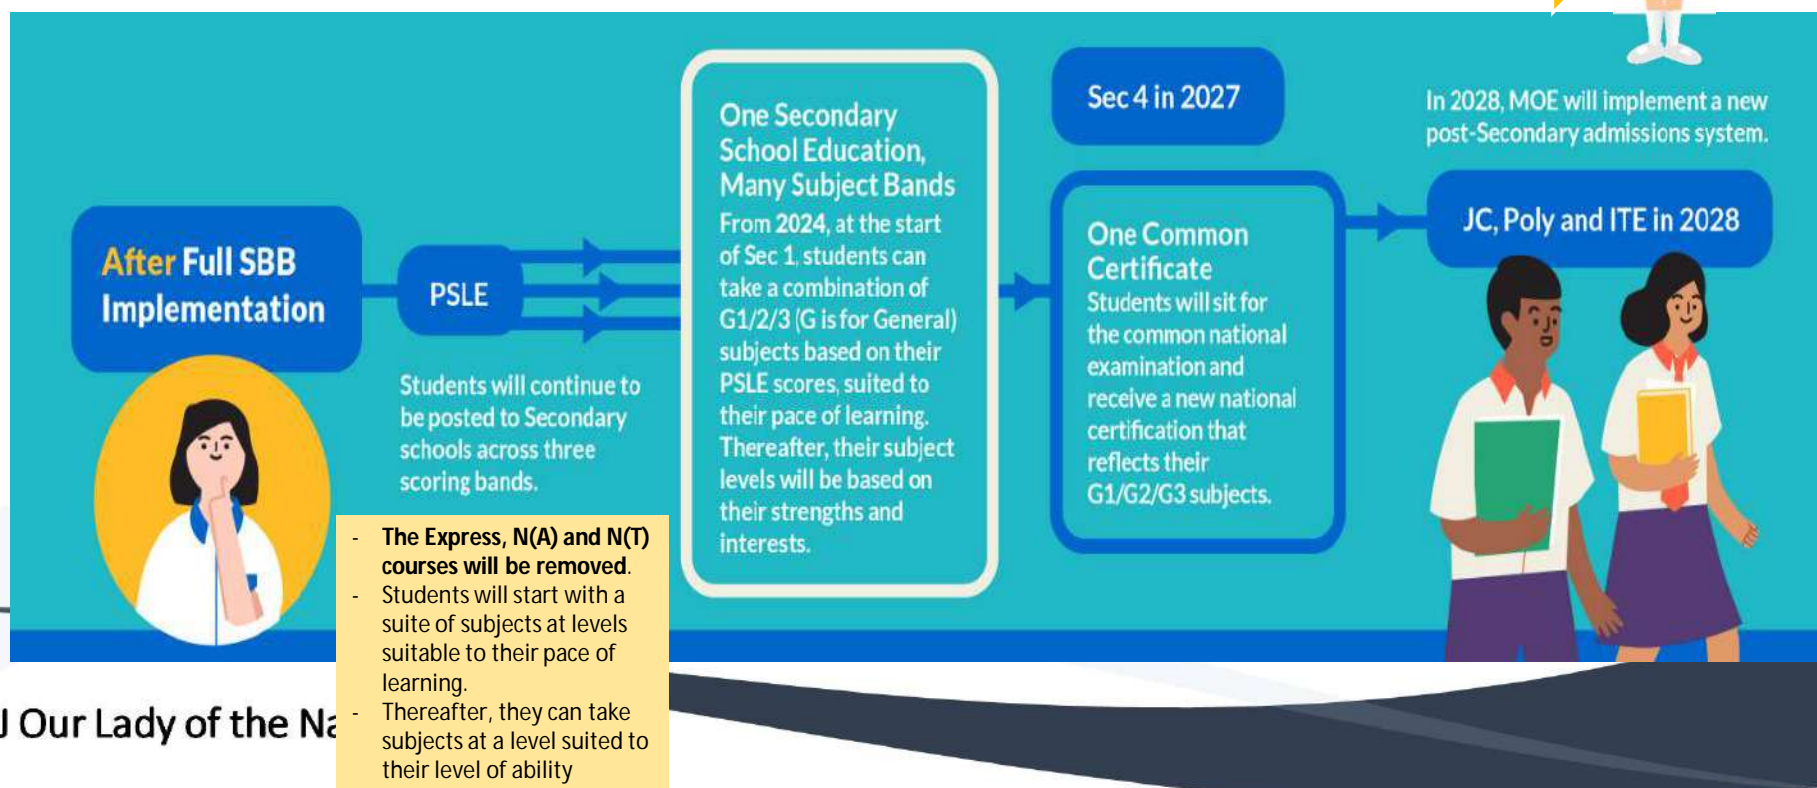 After Full SBB
Implementation
PSLE
Students will continue to
be posted to Secondary
schools across three
scoring bands.
- The Express, N(A) and N(T)
courses will be removed.
- Students will start with a
suite of subjects at levels
suitable to their pace of
learning.
- Thereafter, they can take
subjects at a level suited to
their level of ability
One Secondary
School Education,
Many Subject Bands
From 2024, at the start
of Sec 1, students can
take a combination of
G1/2/3 (G is for General)
subjects based on their
PSLE scores, suited to
their pace of learning.
Thereafter, their subject
levels will be based on
their strengths and
interests.
Sec 4 in 2027
One Common
Certificate
Students will sit for
the common national
examination and
receive a new national
certification that
reflects their
G1/G2/G3 subjects.
In 2028, MOE will implement a new
post-Secondary admissions system.
JC, Poly and ITE in 2028
Our Lady of the